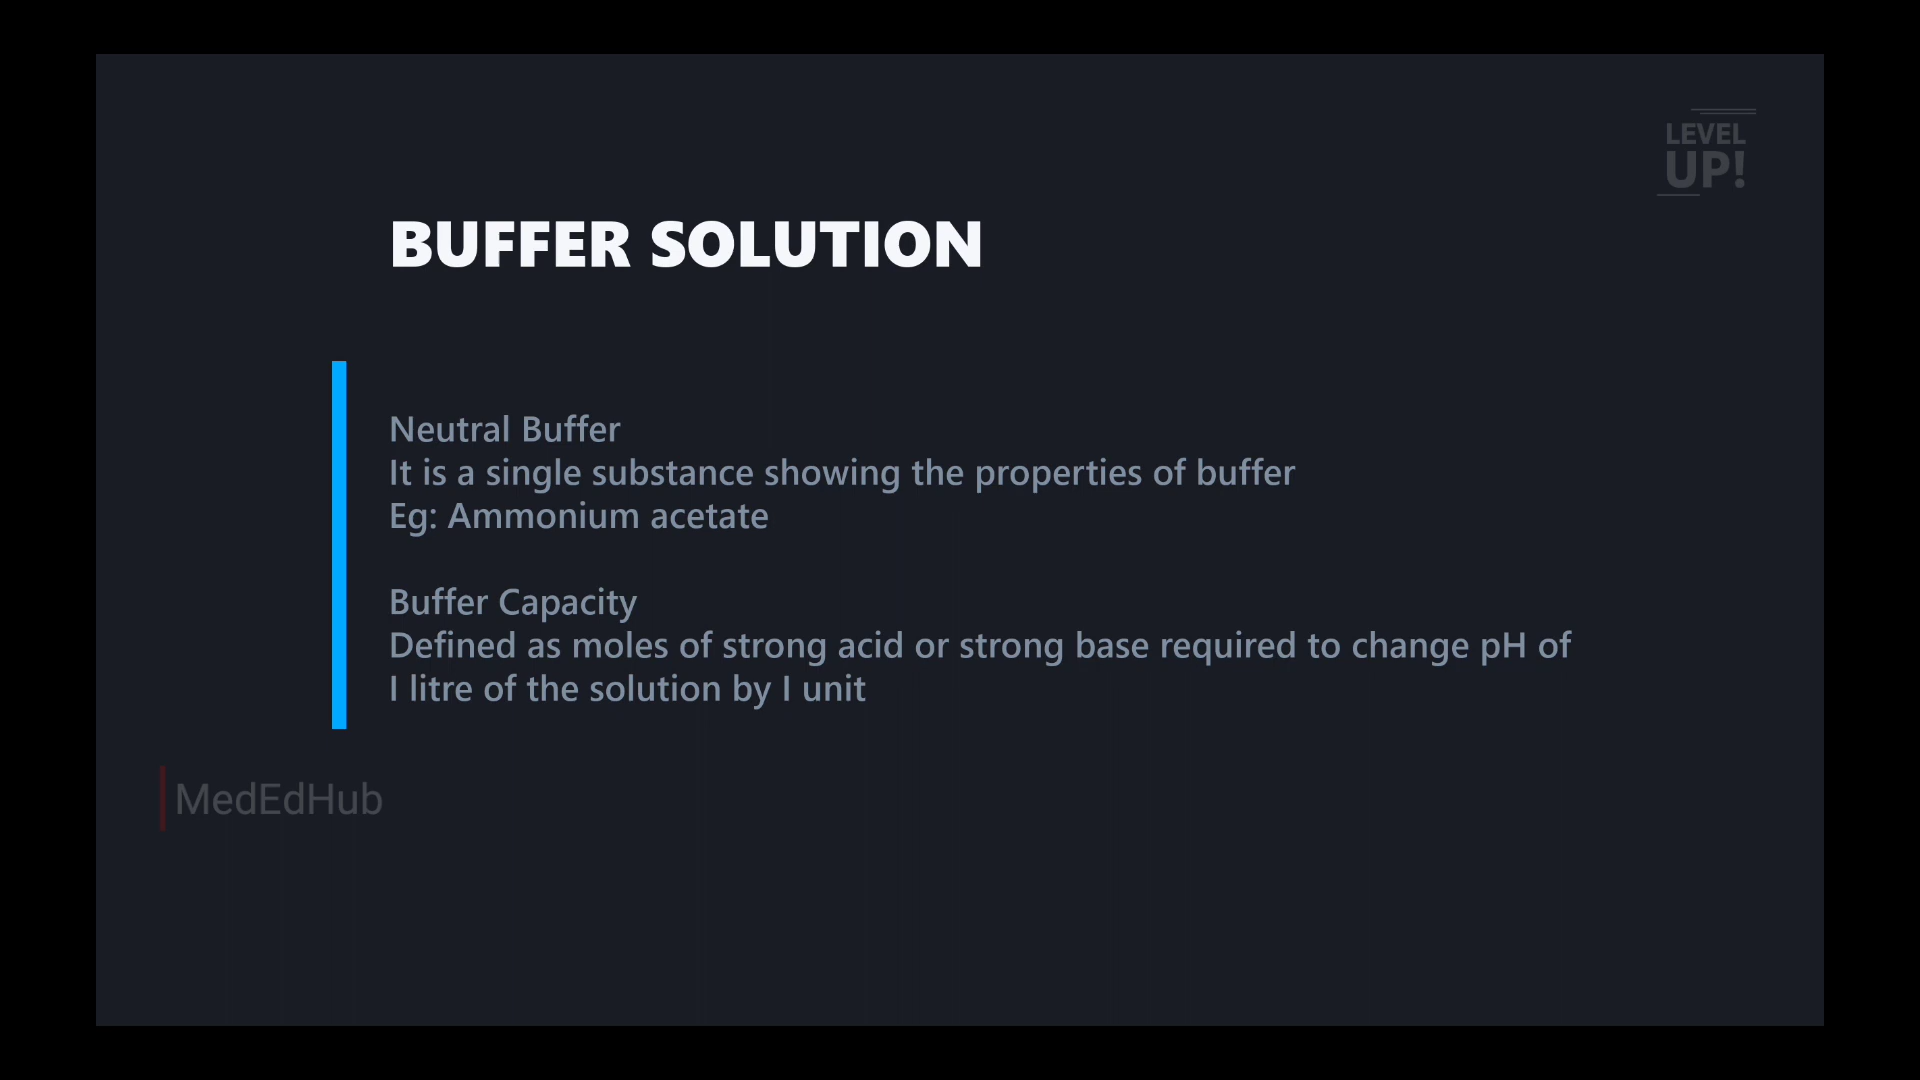 LEVEL
UP!
BUFFER SOLUTION
Neutral Buffer
It is a single substance showing the properties of buffer
Eg: Ammonium acetate
Buffer Capacity
Defined as moles of strong acid or strong base required to change pH of
I litre of the solution by I unit
MedEdHub